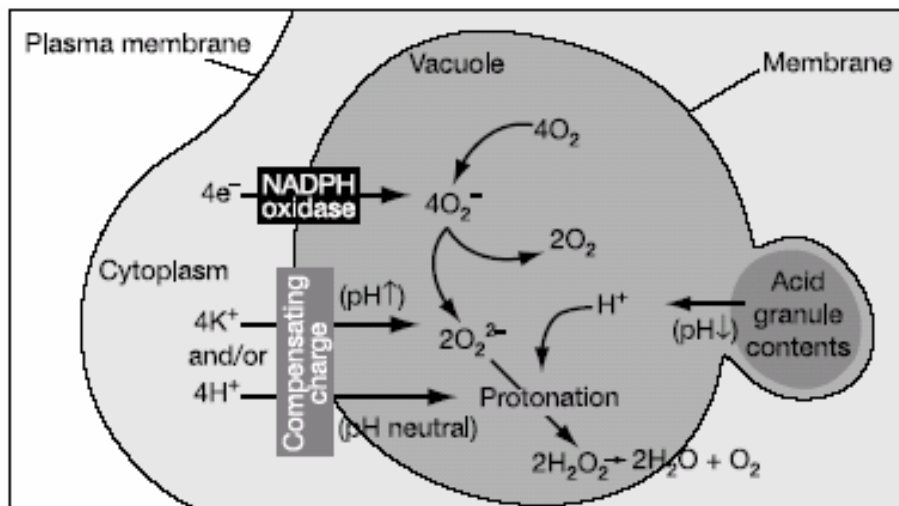 Plasma membrane
Vacuole
Membrane
4O₂
4e⁻
NADPH
oxidase
4O₂⁻
2O₂
Cytoplasm
Compensating
charge
4K⁺
and/or
4H⁺
(pH↑)
2O₂²⁻
H⁺
(pH↓)
Acid
granule
contents
Protonation
(pH neutral)
2H₂O₂→2H₂O + O₂